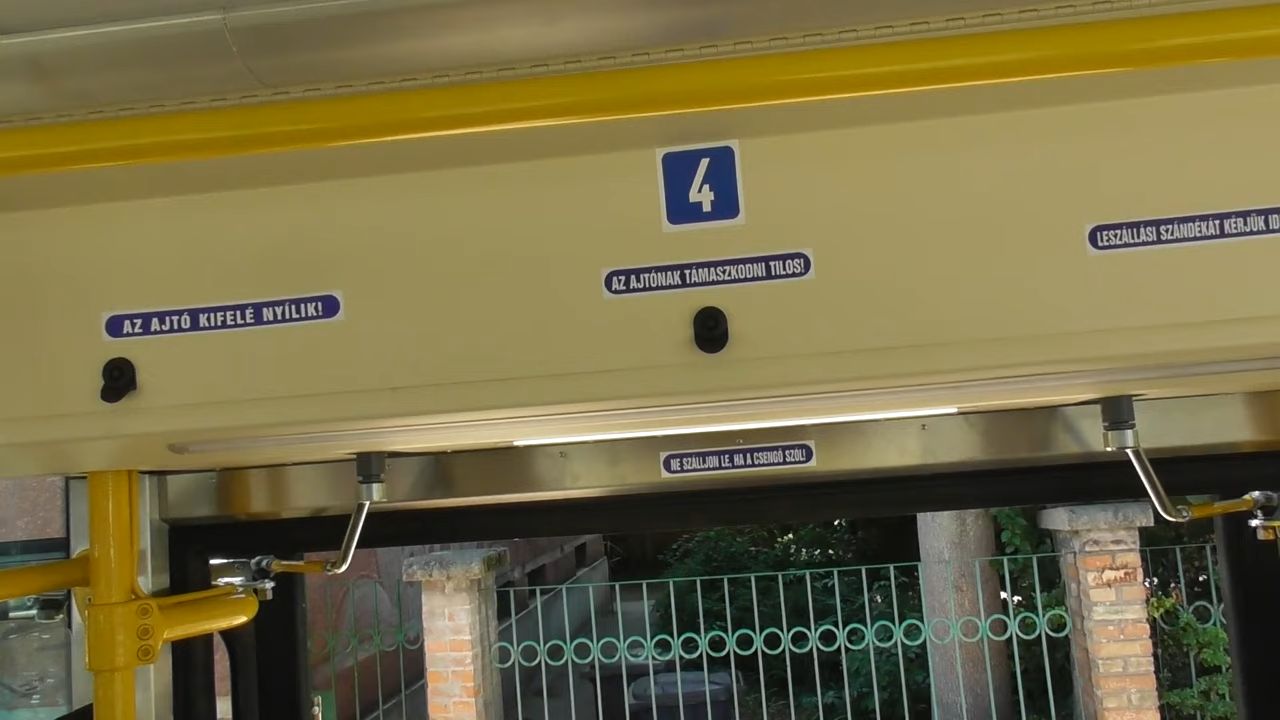 4
AZ AJTÓNAK TÁMASZKODNI TILOS!
LESZÁLLÁSI SZÁNDÉKÁT KÉRJÜK
AZ AJTÓ KIFELÉ NYÍLIK!
NE SZÁLLJON LE, HA A CSENGŐ SZÓL!